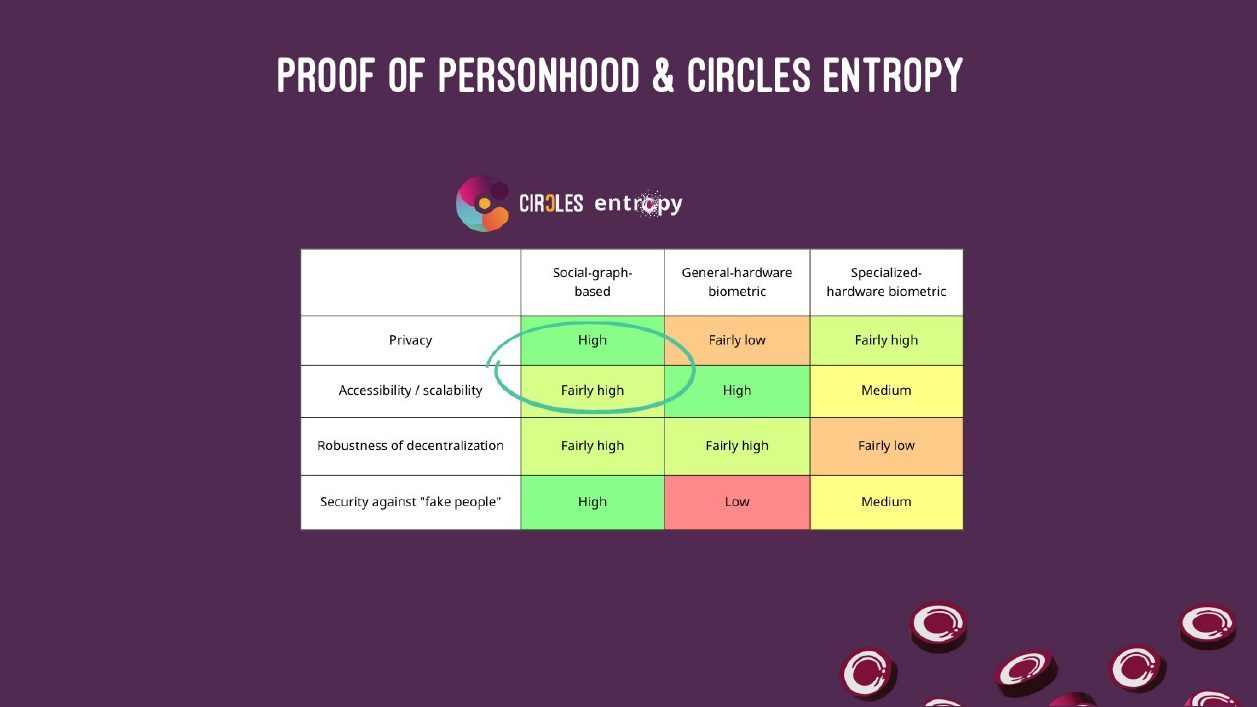 PROOF OF PERSONHOOD & CIRCLES ENTROPY
CIRCLES entropy
Social-graph-
based
General-hardware
biometric
Specialized-
hardware biometric
Privacy
High
Fairly low
Fairly high
Accessibility / scalability
Fairly high
High
Medium
Robustness of decentralization
Fairly high
Fairly high
Fairly low
Security against "fake people"
High
Low
Medium